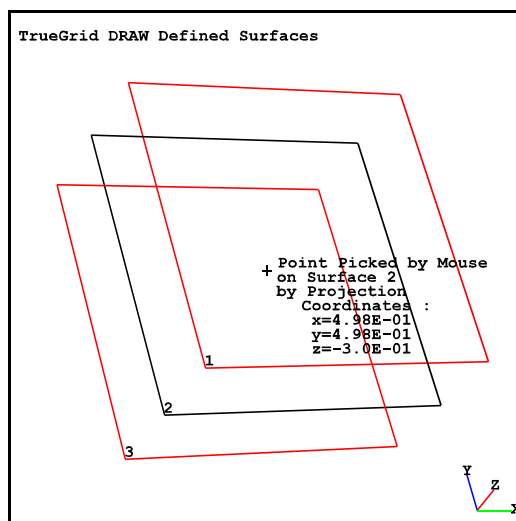 TrueGrid DRAW Defined Surfaces
Point Picked by Mouse
on Surface 2
by Projection
Coordinates :
x=4.98E-01
y=4.98E-01
z=-3.0E-01
1
2
3
Y
Z
X